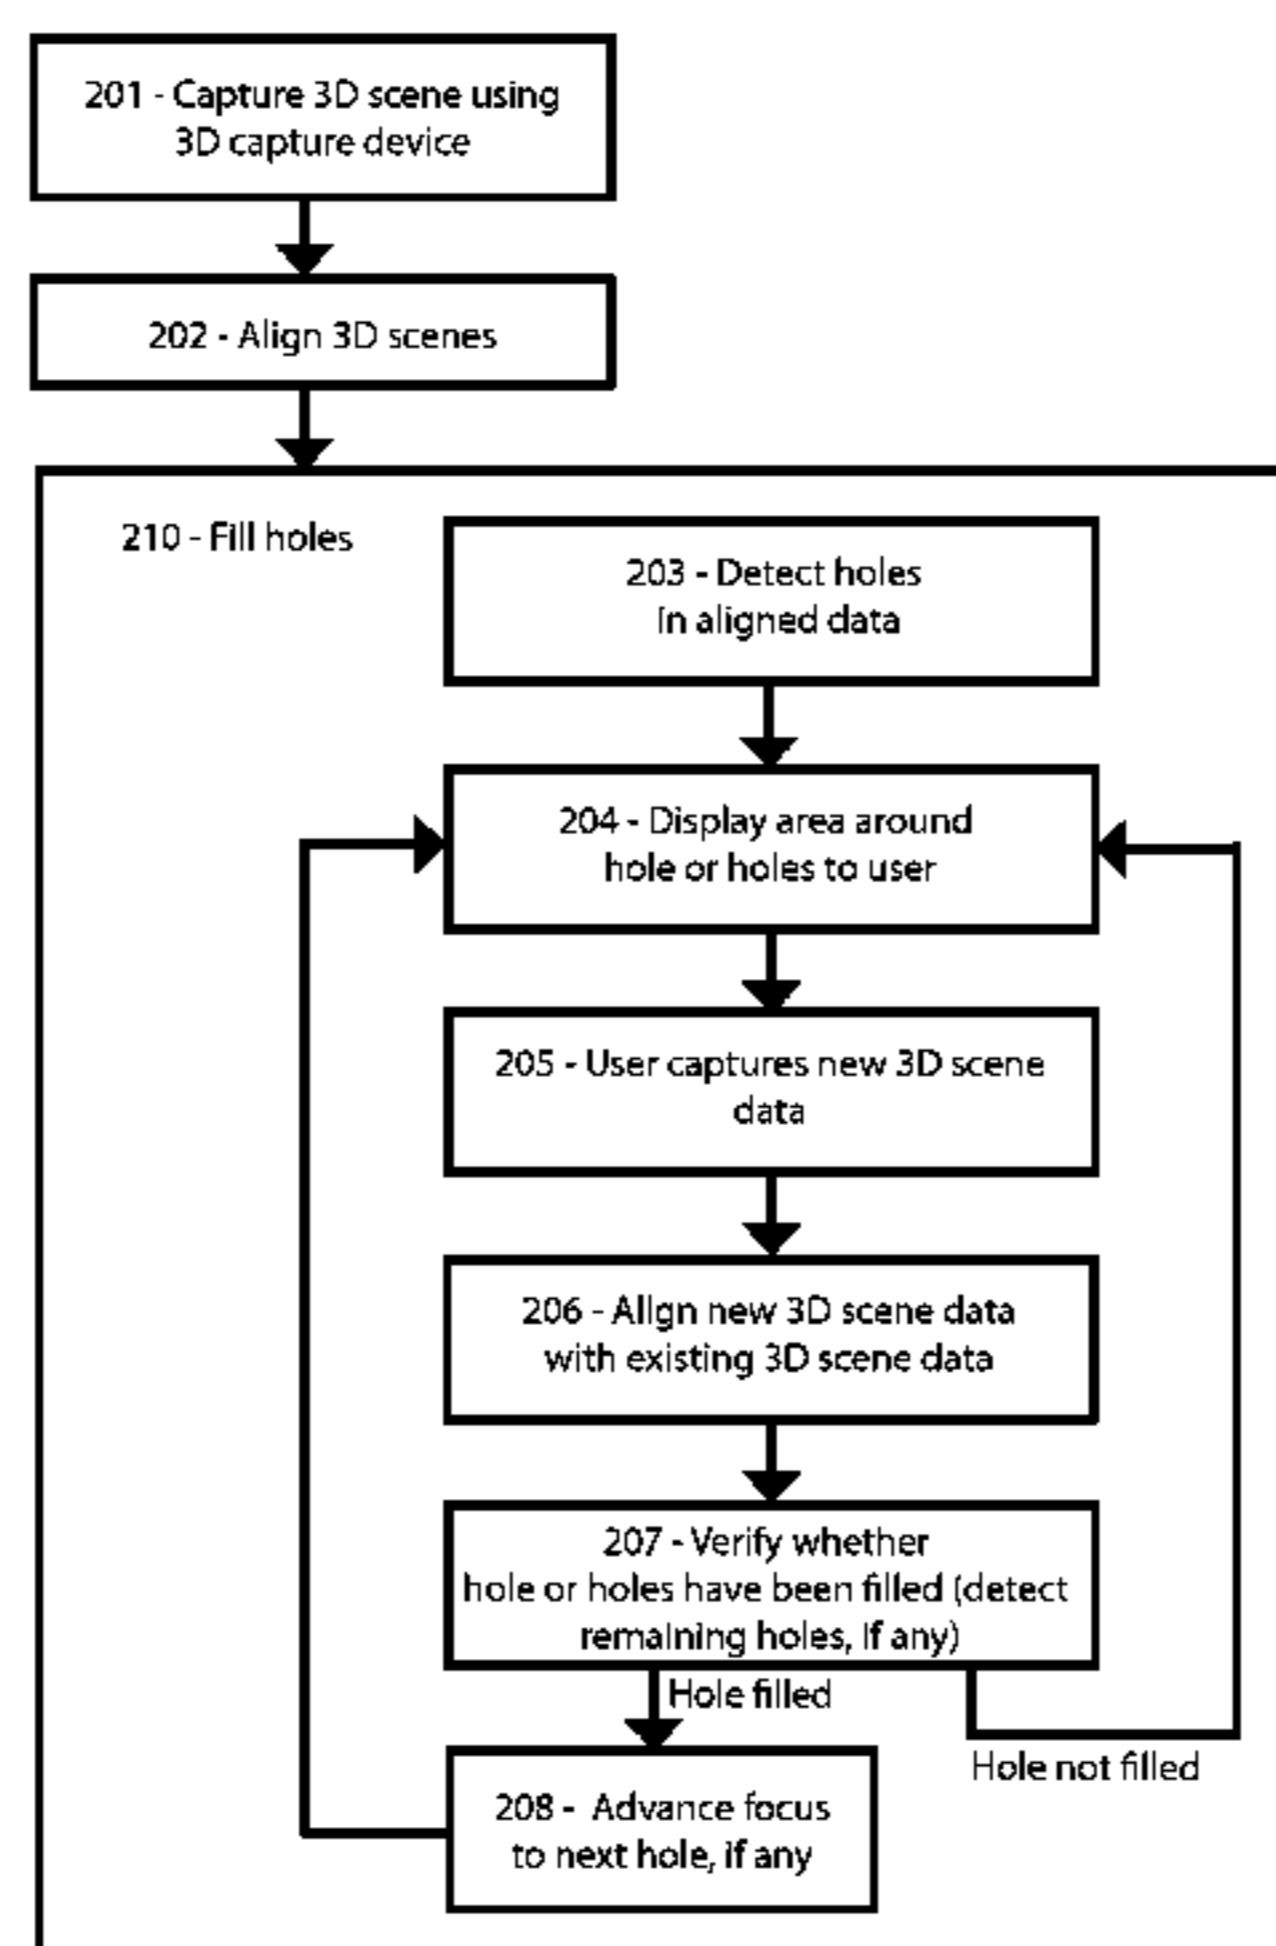 201 - Capture 3D scene using
3D capture device
202 - Align 3D scenes
210 - Fill holes
203 - Detect holes
in aligned data
204 - Display area around
hole or holes to user
205 - User captures new 3D scene
data
206 - Align new 3D scene data
with existing 3D scene data
207 - Verify whether
hole or holes have been filled (detect
remaining holes, if any)
Hole filled
Hole not filled
208 - Advance focus
to next hole, if any